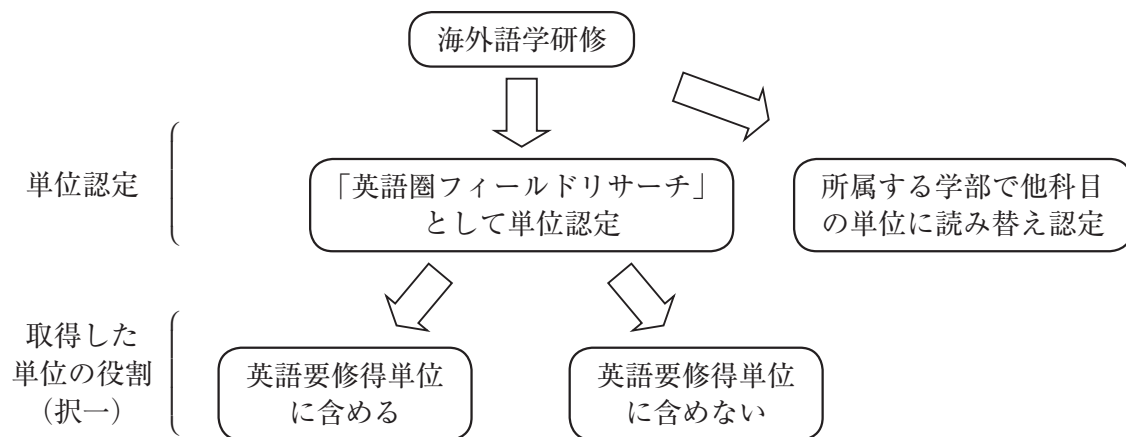 海外語学研修
単位認定
「英語圏フィールドリサーチ」
として単位認定
所属する学部で他科目
の単位に読み替え認定
取得した
単位の役割
（択一）
英語要修得単位
に含める
英語要修得単位
に含めない